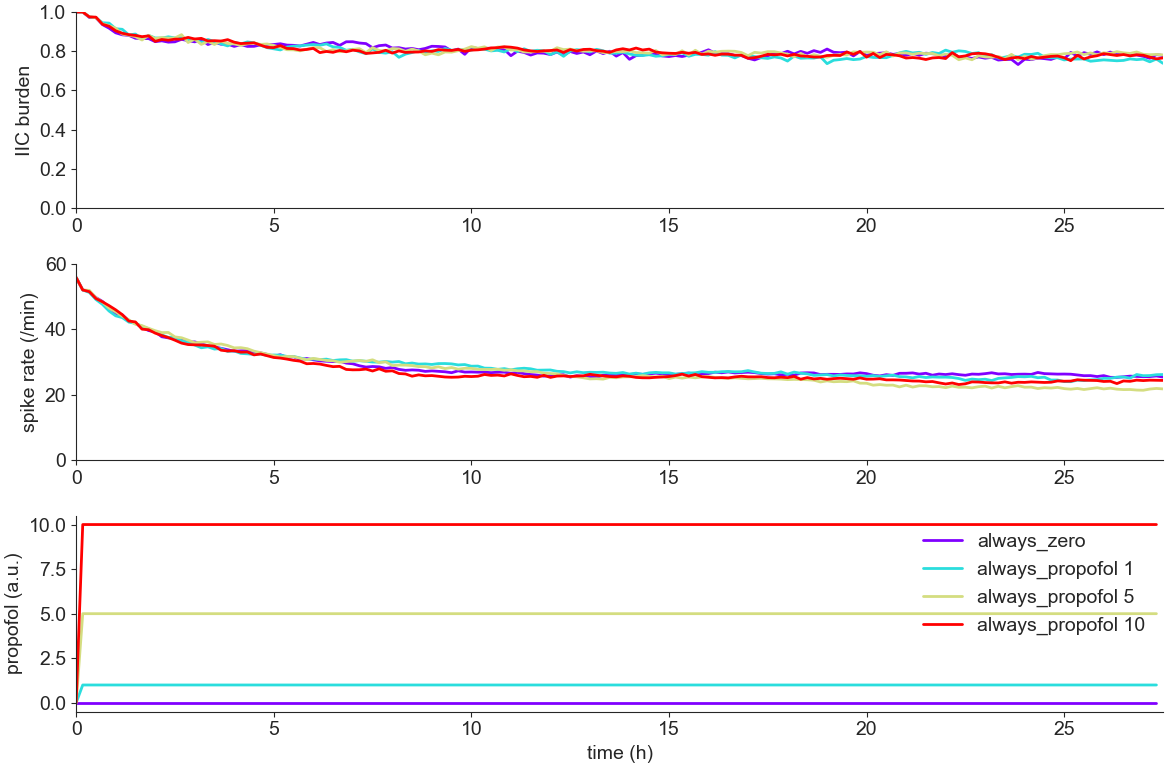 IIC burden
1.0
0.8
0.6
0.4
0.2
0.0
0 5 10 15 20 25
spike rate (/min)
60
40
20
0
0 5 10 15 20 25
propofol (a.u.)
10.0
7.5
5.0
2.5
0.0
always_zero
always_propofol 1
always_propofol 5
always_propofol 10
0 5 10 15 20 25
time (h)